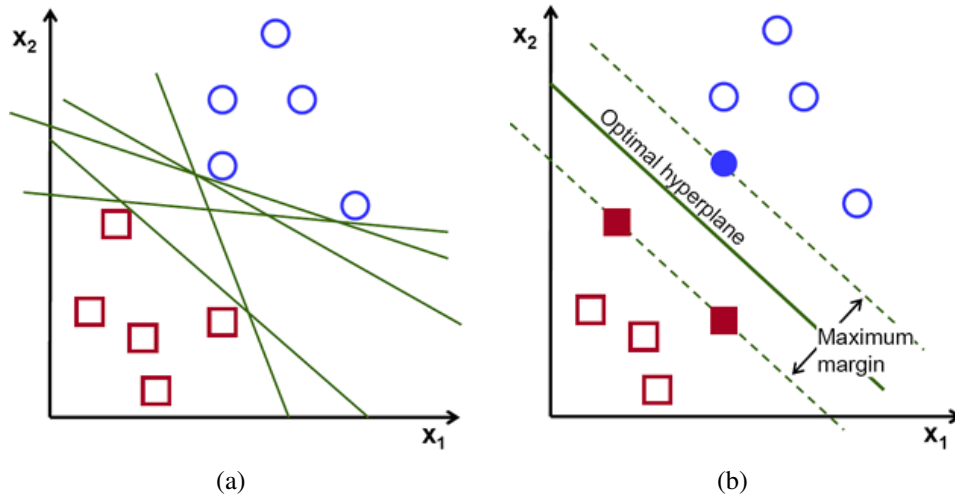 x2
x1
(a)
x2
Optimal hyperplane
Maximum
margin
x1
(b)